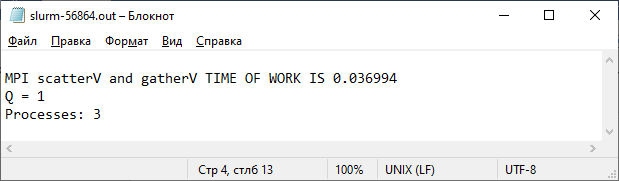 slurm-56864.out – Блокнот
Файл Правка Формат Вид Справка
MPI scatterV and gatherV TIME OF WORK IS 0.036994
Q = 1
Processes: 3
Стр 4, стлб 13 100% UNIX (LF) UTF-8